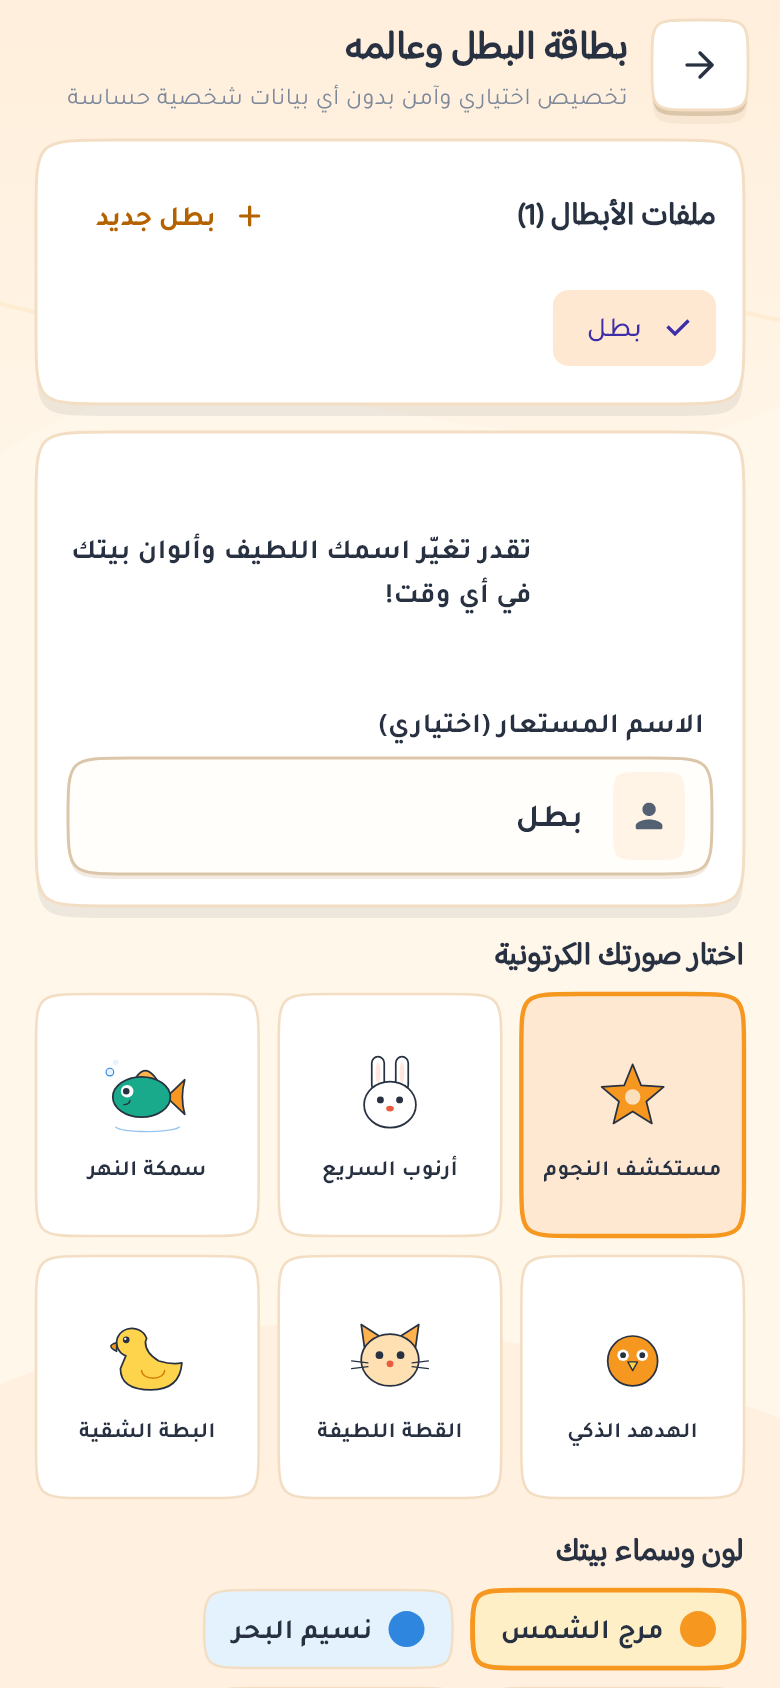 بطاقة البطل وعالمه
تخصيص اختياري وآمن بدون أي بيانات شخصية حساسة
ملفات الأبطال (1)
بطل جديد
بطل
تقدر تغيّر اسمك اللطيف وألوان بيتك
في أي وقت!
الاسم المستعار (اختياري)
بطل
اختار صورتك الكرتونية
مستكشف النجوم
أرنوب السريع
سمكة النهر
الهدهد الذكي
القطة اللطيفة
البطة الشقية
لون وسماء بيتك
مرج الشمس
نسيم البحر